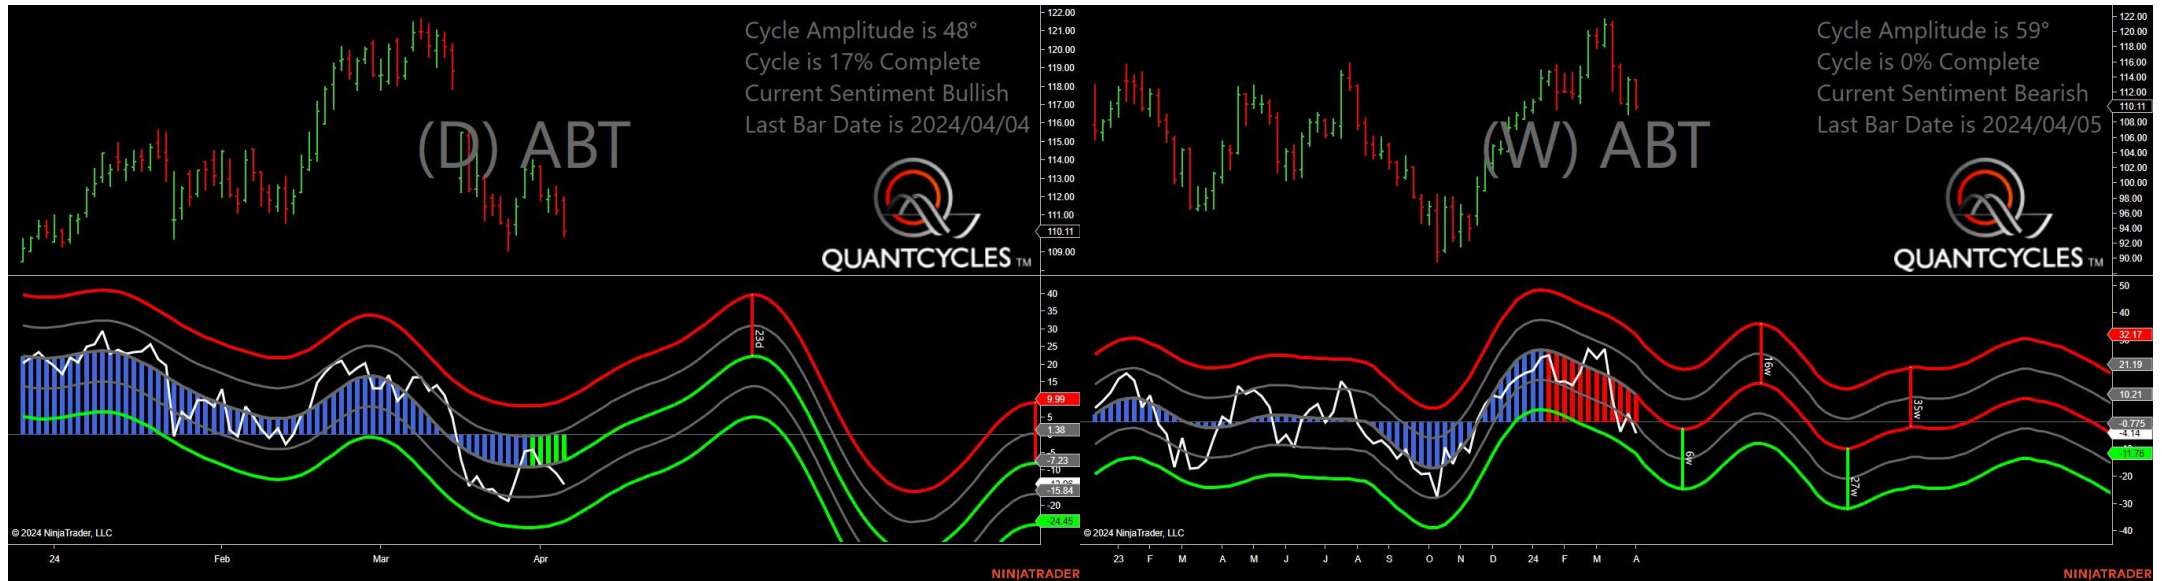 Cycle Amplitude is 48°
Cycle is 17% Complete
Current Sentiment Bullish
Last Bar Date is 2024/04/04
(D) ABT
QUANTCYCLES TM
122.00
121.00
120.00
119.00
118.00
117.00
116.00
115.00
114.00
113.00
112.00
111.00
110.11
109.00
40
35
30
25
20
15
9.99
5
1.38
-5
-7.23
-10
-15.84
-20
-24.45
23d
© 2024 NinjaTrader, LLC
24 Feb Mar Apr
NINJATRADER
Cycle Amplitude is 59°
Cycle is 0% Complete
Current Sentiment Bearish
Last Bar Date is 2024/04/05
(W) ABT
QUANTCYCLES TM
122.00
120.00
118.00
116.00
114.00
112.00
110.11
108.00
106.00
104.00
102.00
100.00
98.00
96.00
94.00
92.00
90.00
50
40
32.17
21.19
10.21
-0.775
-4.14
-11.76
-20
-30
-40
16w
35w
6w
27w
© 2024 NinjaTrader, LLC
23 F M A M J J A S O N D 24 F M A
NINJATRADER